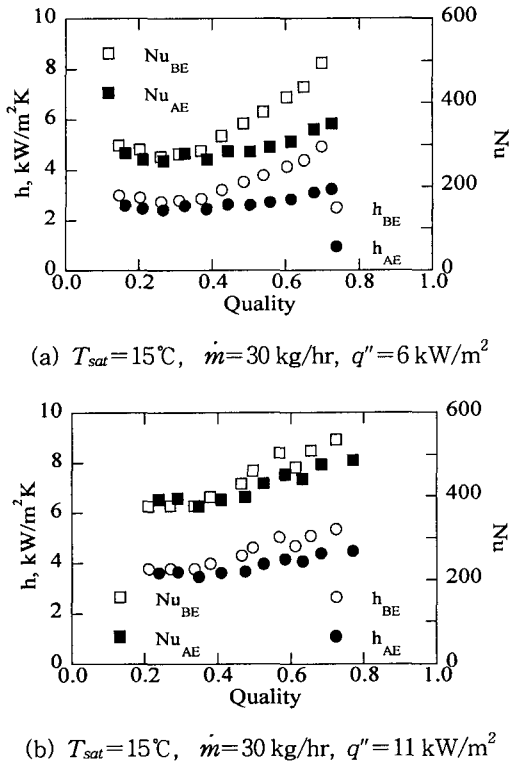 10
8
6
4
2
0
h, kW/m²K
600
400
200
0
Nu
Nu_BE
Nu_AE
h_BE
h_AE
0.0 0.2 0.4 0.6 0.8 1.0
Quality
(a) T_sat=15℃, ṁ=30 kg/hr, q″=6 kW/m²
10
8
6
4
2
0
h, kW/m²K
600
400
200
0
Nu
Nu_BE
Nu_AE
h_BE
h_AE
0.0 0.2 0.4 0.6 0.8 1.0
Quality
(b) T_sat=15℃, ṁ=30 kg/hr, q″=11 kW/m²